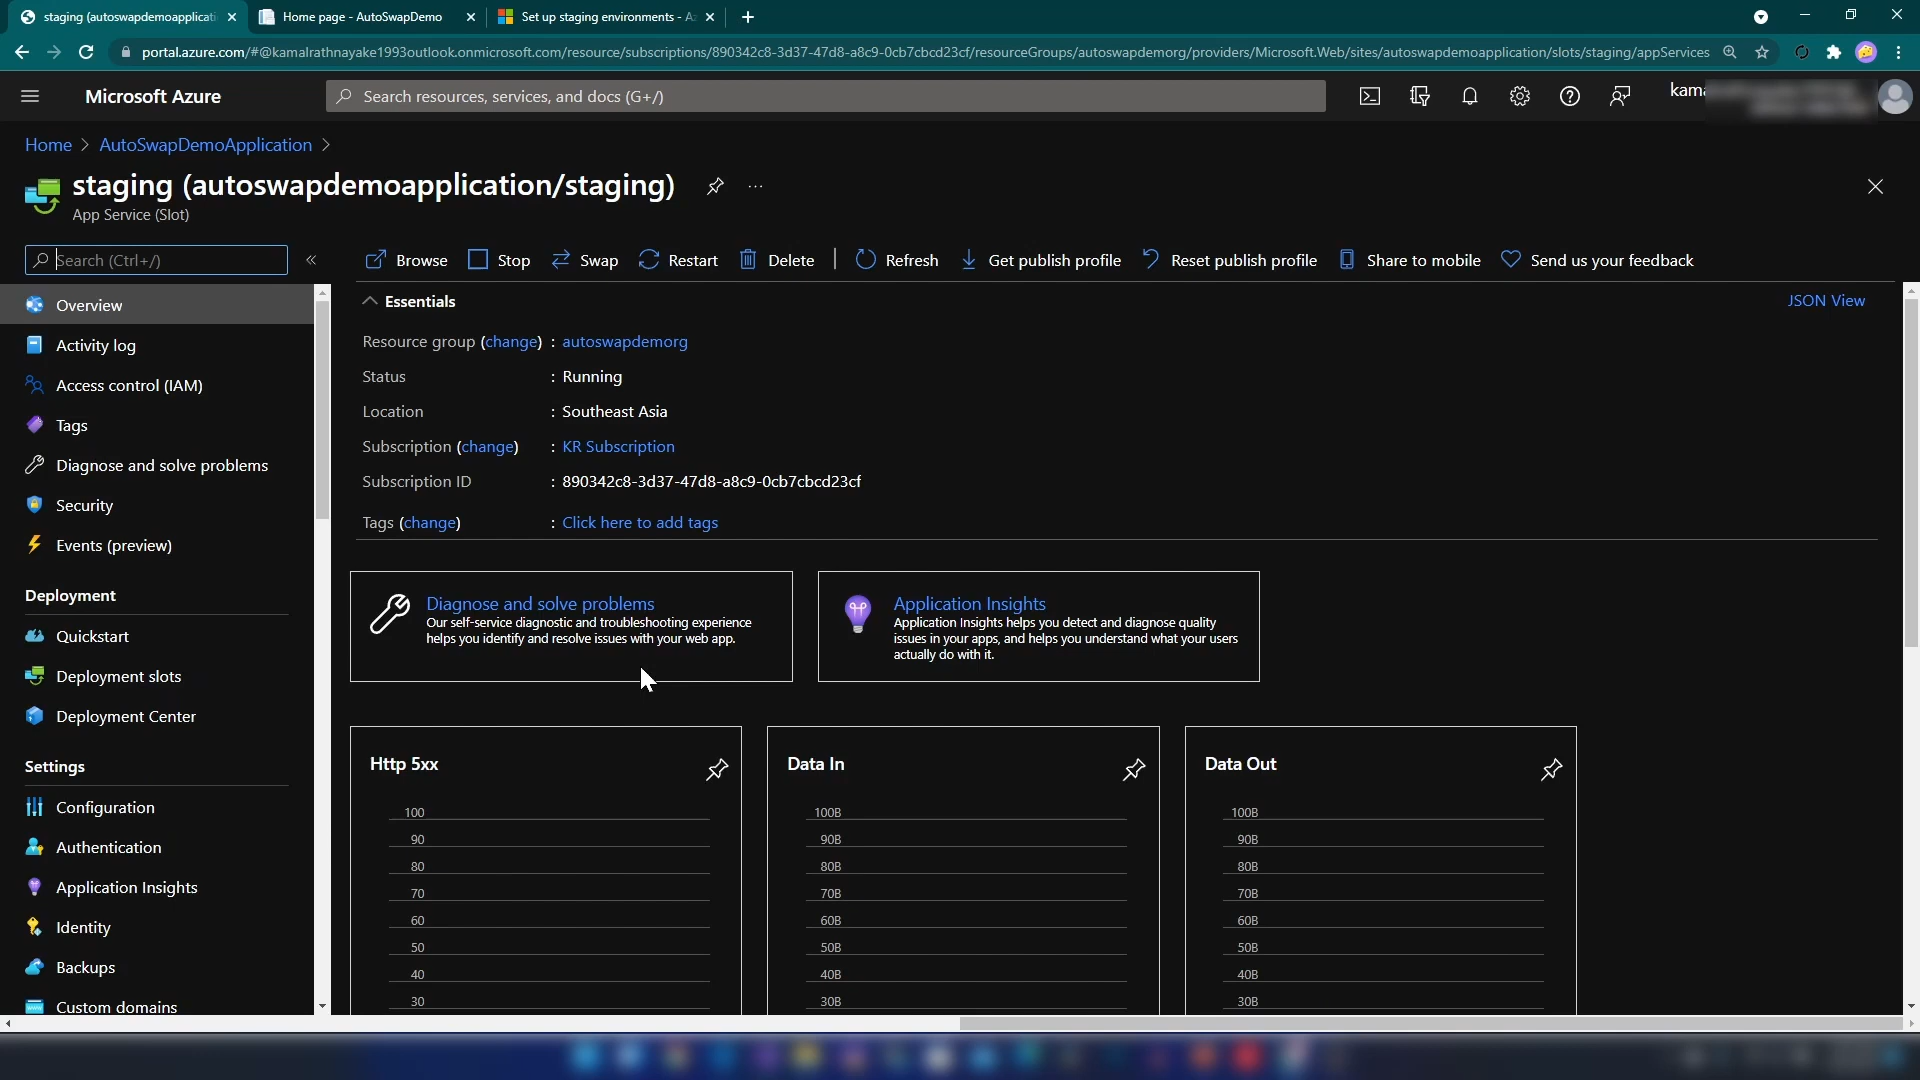 staging (autoswapdemoapplicati
Home page - AutoSwapDemo
Set up staging environments - Az
portal.azure.com/#@kamalrathnayake1993outlook.onmicrosoft.com/resource/subscriptions/890342c8-3d37-47d8-a8c9-0cb7cbcd23cf/resourceGroups/autoswapdemorg/providers/Microsoft.Web/sites/autoswapdemoapplication/slots/staging/appServices
Microsoft Azure
Search resources, services, and docs (G+/)
kama
Home > AutoSwapDemoApplication >
staging (autoswapdemoapplication/staging)
App Service (Slot)
Search (Ctrl+/)
Browse
Stop
Swap
Restart
Delete
Refresh
Get publish profile
Reset publish profile
Share to mobile
Send us your feedback
Overview
Activity log
Access control (IAM)
Tags
Diagnose and solve problems
Security
Events (preview)
Deployment
Quickstart
Deployment slots
Deployment Center
Settings
Configuration
Authentication
Application Insights
Identity
Backups
Custom domains
Essentials
JSON View
Resource group (change) : autoswapdemorg
Status : Running
Location : Southeast Asia
Subscription (change) : KR Subscription
Subscription ID : 890342c8-3d37-47d8-a8c9-0cb7cbcd23cf
Tags (change) : Click here to add tags
Diagnose and solve problems
Our self-service diagnostic and troubleshooting experience
helps you identify and resolve issues with your web app.
Application Insights
Application Insights helps you detect and diagnose quality
issues in your apps, and helps you understand what your users
actually do with it.
Http 5xx
100
90
80
70
60
50
40
30
Data In
100B
90B
80B
70B
60B
50B
40B
30B
Data Out
100B
90B
80B
70B
60B
50B
40B
30B